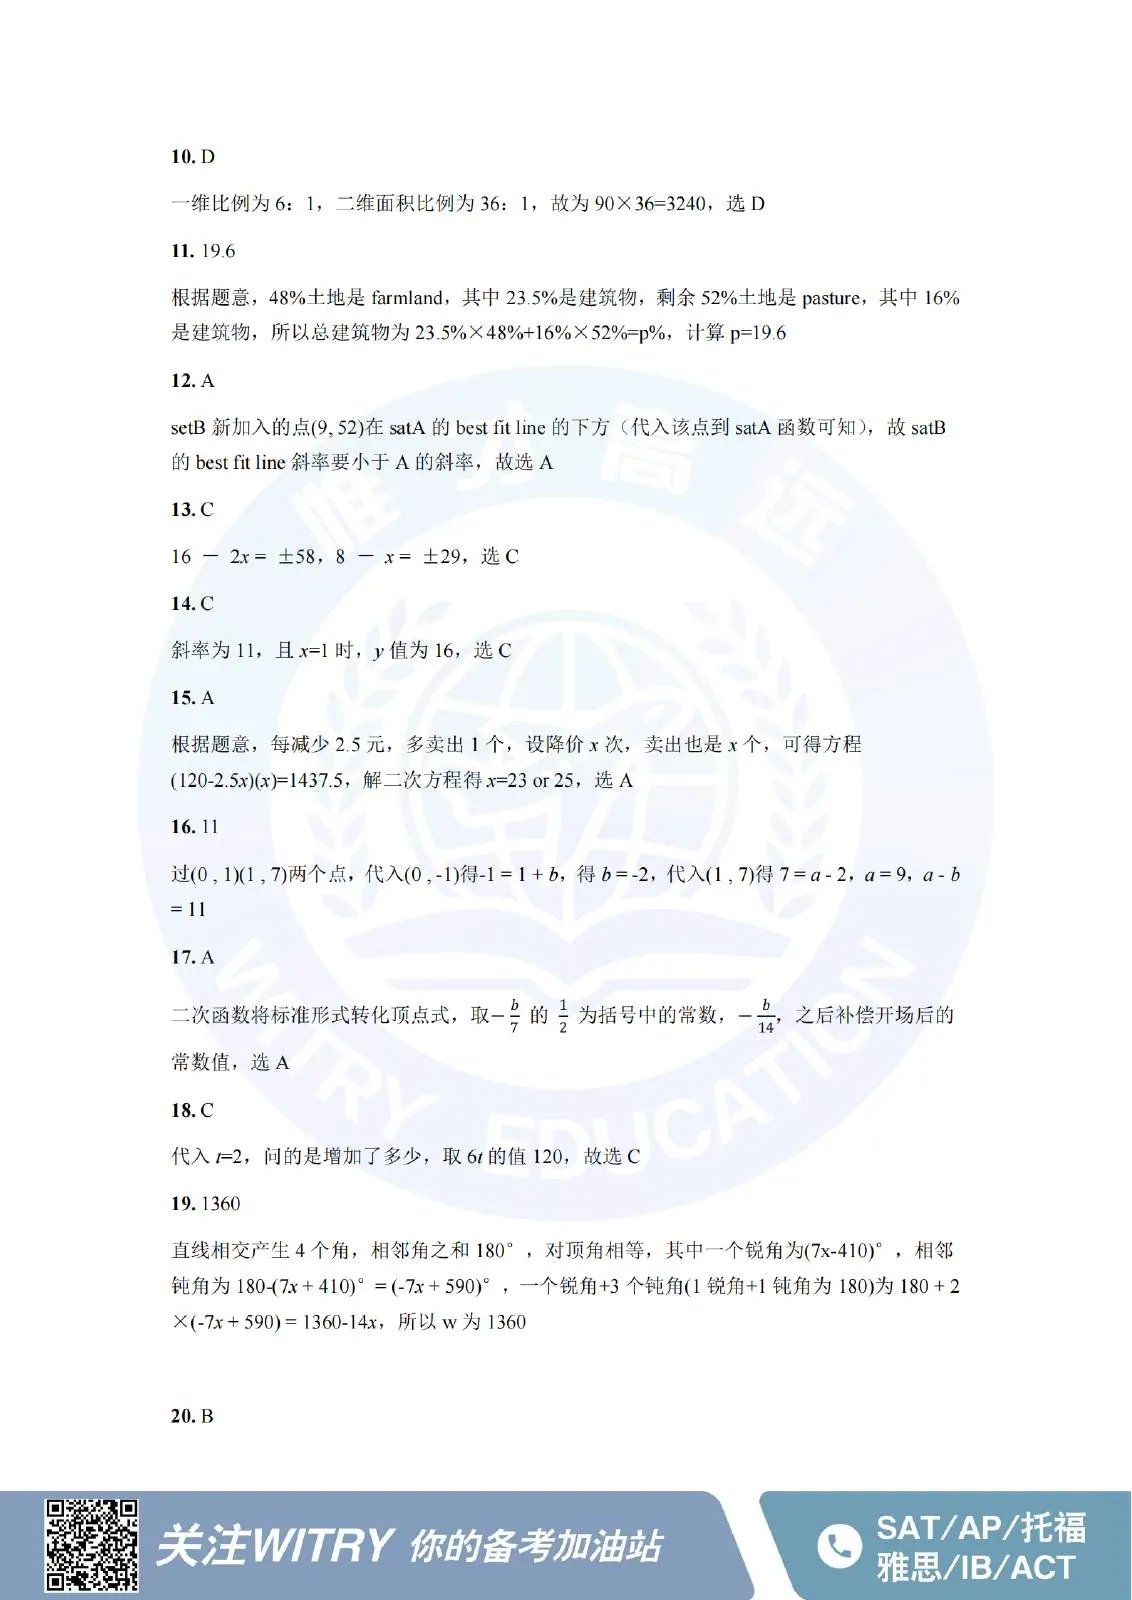 10. D
一维比例为 6：1，二维面积比例为 36：1，故为 90×36=3240，选 D
11. 19.6
根据题意，48%土地是 farmland，其中 23.5%是建筑物，剩余 52%土地是 pasture，其中 16%
是建筑物，所以总建筑物为 23.5%×48%+16%×52%=p%，计算 p=19.6
12. A
setB 新加入的点(9, 52)在 satA 的 best fit line 的下方（代入该点到 satA 函数可知），故 satB
的 best fit line 斜率要小于 A 的斜率，故选 A
13. C
16 － 2x = ±58，8 － x = ±29，选 C
14. C
斜率为 11，且 x=1 时，y 值为 16，选 C
15. A
根据题意，每减少 2.5 元，多卖出 1 个，设降价 x 次，卖出也是 x 个，可得方程
(120-2.5x)(x)=1437.5，解二次方程得 x=23 or 25，选 A
16. 11
过(0 , 1)(1 , 7)两个点，代入(0 , -1)得-1 = 1 + b，得 b = -2，代入(1 , 7)得 7 = a - 2，a = 9，a - b
= 11
17. A
二次函数将标准形式转化顶点式，取−b/7 的 1/2 为括号中的常数，−b/14，之后补偿开场后的
常数值，选 A
18. C
代入 t=2，问的是增加了多少，取 6t 的值 120，故选 C
19. 1360
直线相交产生 4 个角，相邻角之和 180°，对顶角相等，其中一个锐角为(7x-410)°，相邻
钝角为 180-(7x + 410)° = (-7x + 590)°，一个锐角+3 个钝角(1 锐角+1 钝角为 180)为 180 + 2
×(-7x + 590) = 1360-14x，所以 w 为 1360
20. B
惟 力 高 远
WITRY EDUCATION
关注WITRY 你的备考加油站
SAT/AP/托福
雅思/IB/ACT